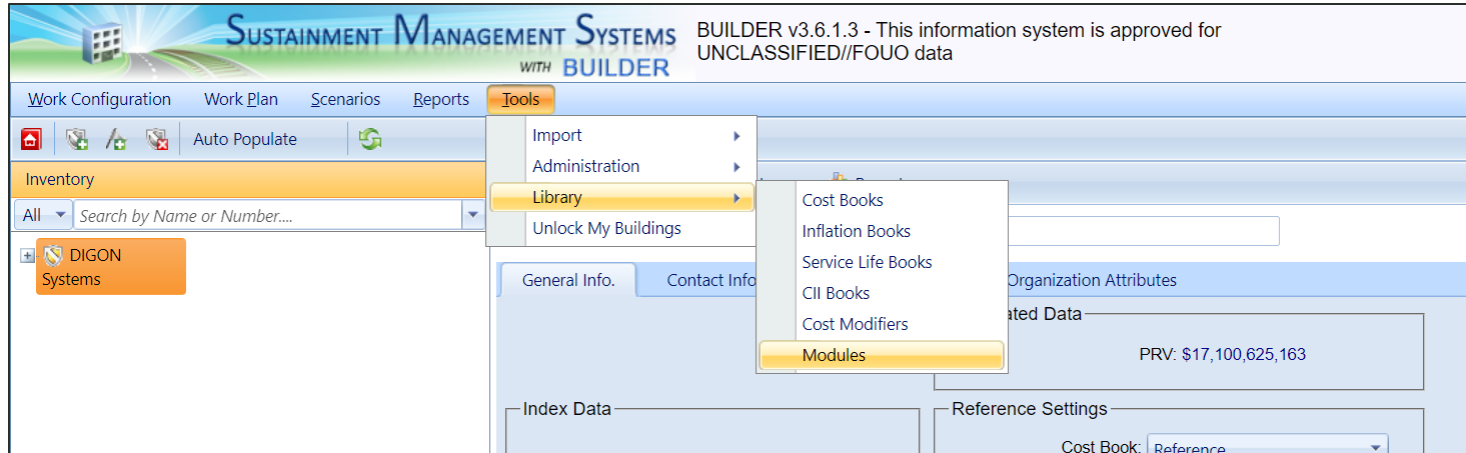 SUSTAINMENT MANAGEMENT SYSTEMS
WITH BUILDER
BUILDER v3.6.1.3 - This information system is approved for
UNCLASSIFIED//FOUO data
Work Configuration Work Plan Scenarios Reports Tools
Auto Populate
Import
Administration
Library
Unlock My Buildings
Cost Books
Inflation Books
Service Life Books
CII Books
Cost Modifiers
Modules
Inventory
All Search by Name or Number....
DIGON
Systems
General Info. Contact Info Organization Attributes
PRV: $17,100,625,163
Index Data
Reference Settings
Cost Book: Reference